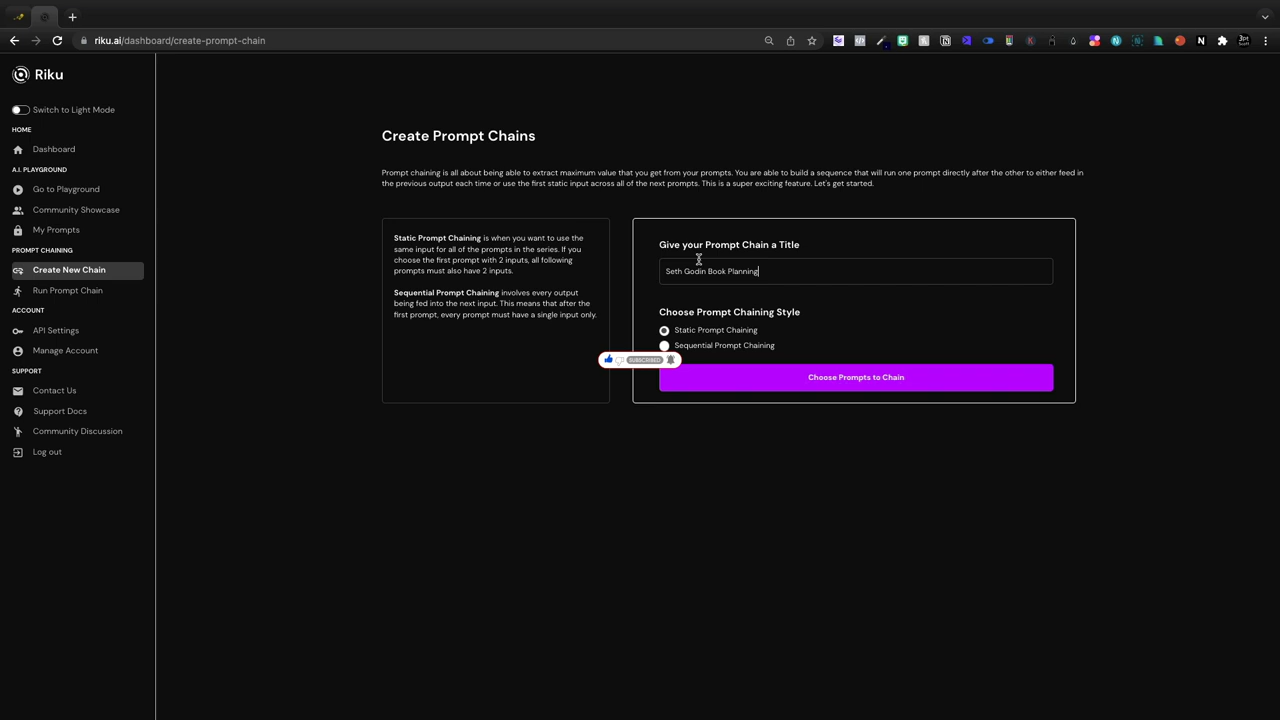 riku.ai/dashboard/create-prompt-chain
Riku
Switch to Light Mode
HOME
Dashboard
A.I. PLAYGROUND
Go to Playground
Community Showcase
My Prompts
PROMPT CHAINING
Create New Chain
Run Prompt Chain
ACCOUNT
API Settings
Manage Account
SUPPORT
Contact Us
Support Docs
Community Discussion
Log out
Create Prompt Chains
Prompt chaining is all about being able to extract maximum value that you get from your prompts. You are able to build a sequence that will run one prompt directly after the other to either feed in
the previous output each time or use the first static input across all of the next prompts. This is a super exciting feature. Let's get started.
Static Prompt Chaining is when you want to use the
same input for all of the prompts in the series. If you
choose the first prompt with 2 inputs, all following
prompts must also have 2 inputs.
Sequential Prompt Chaining involves every output
being fed into the next input. This means that after the
first prompt, every prompt must have a single input only.
Give your Prompt Chain a Title
Seth Godin Book Planning
Choose Prompt Chaining Style
Static Prompt Chaining
Sequential Prompt Chaining
SUBSCRIBED
Choose Prompts to Chain